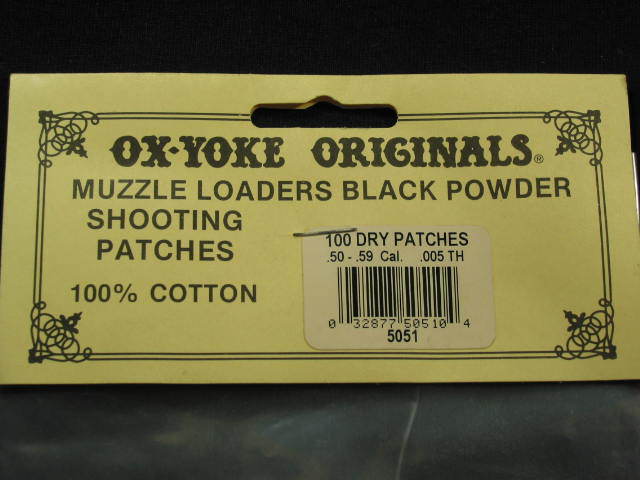 OX-YOKE ORIGINALS®
MUZZLE LOADERS BLACK POWDER
SHOOTING
PATCHES
100% COTTON
100 DRY PATCHES
.50 - .59 Cal. .005 TH
0 32877 50510 4
5051